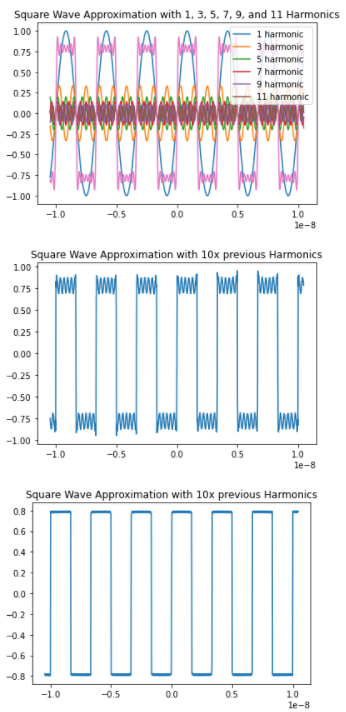 Square Wave Approximation with 1, 3, 5, 7, 9, and 11 Harmonics
1.00
0.75
0.50
0.25
0.00
−0.25
−0.50
−0.75
−1.00
1 harmonic
3 harmonic
5 harmonic
7 harmonic
9 harmonic
11 harmonic
−1.0 −0.5 0.0 0.5 1.0
1e−8
Square Wave Approximation with 10x previous Harmonics
1.00
0.75
0.50
0.25
0.00
−0.25
−0.50
−0.75
−1.00
−1.0 −0.5 0.0 0.5 1.0
1e−8
Square Wave Approximation with 10x previous Harmonics
0.8
0.6
0.4
0.2
0.0
−0.2
−0.4
−0.6
−0.8
−1.0 −0.5 0.0 0.5 1.0
1e−8